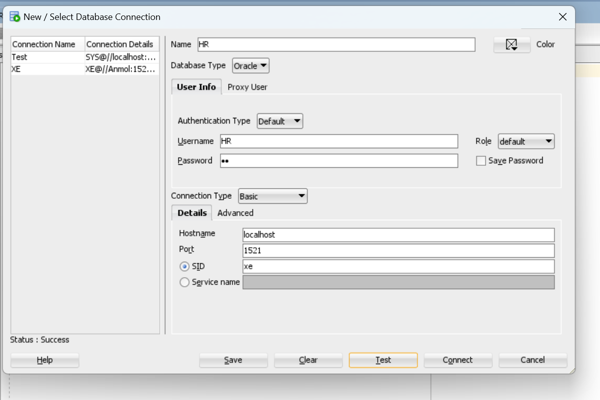 New / Select Database Connection
Connection Name Connection Details
Test SYS@//localhost:...
XE XE@//Anmol:152...
Name HR Color
Database Type Oracle
User Info Proxy User
Authentication Type Default
Username HR Role default
Password •• Save Password
Connection Type Basic
Details Advanced
Hostname localhost
Port 1521
SID xe
Service name
Status : Success
Help Save Clear Test Connect Cancel